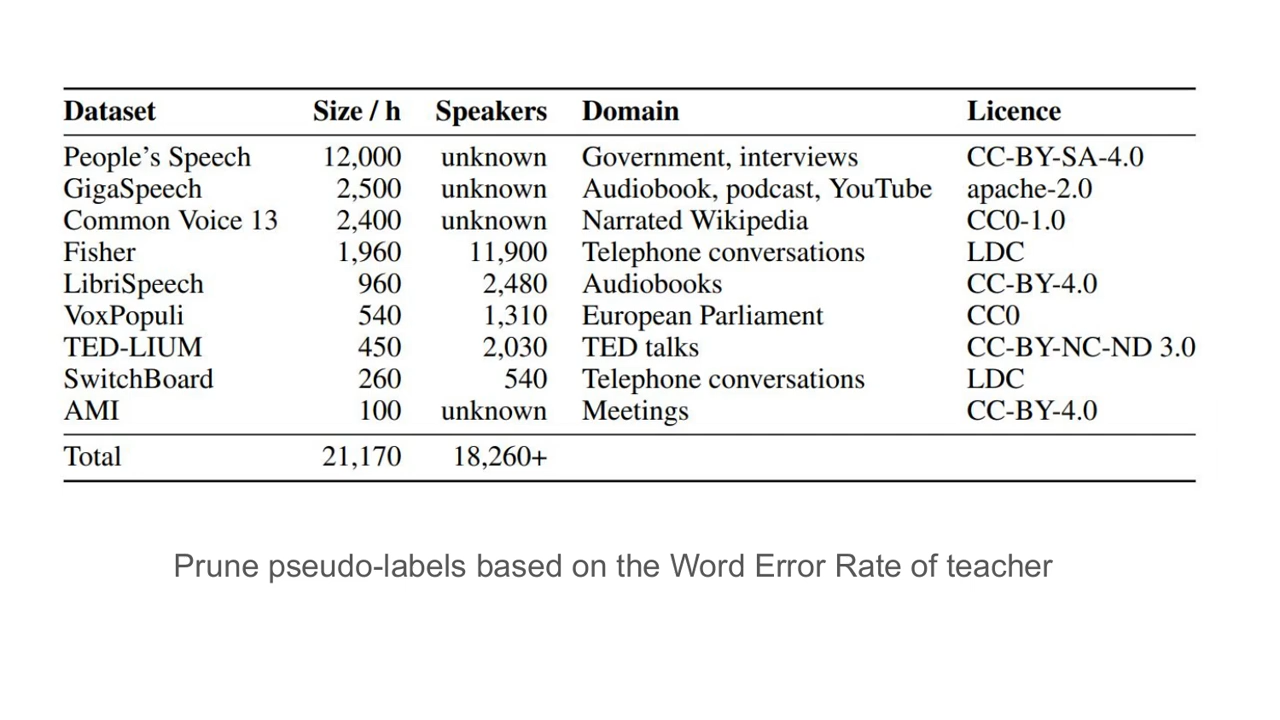 Dataset Size / h Speakers Domain Licence
People's Speech 12,000 unknown Government, interviews CC-BY-SA-4.0
GigaSpeech 2,500 unknown Audiobook, podcast, YouTube apache-2.0
Common Voice 13 2,400 unknown Narrated Wikipedia CC0-1.0
Fisher 1,960 11,900 Telephone conversations LDC
LibriSpeech 960 2,480 Audiobooks CC-BY-4.0
VoxPopuli 540 1,310 European Parliament CC0
TED-LIUM 450 2,030 TED talks CC-BY-NC-ND 3.0
SwitchBoard 260 540 Telephone conversations LDC
AMI 100 unknown Meetings CC-BY-4.0
Total 21,170 18,260+
Prune pseudo-labels based on the Word Error Rate of teacher